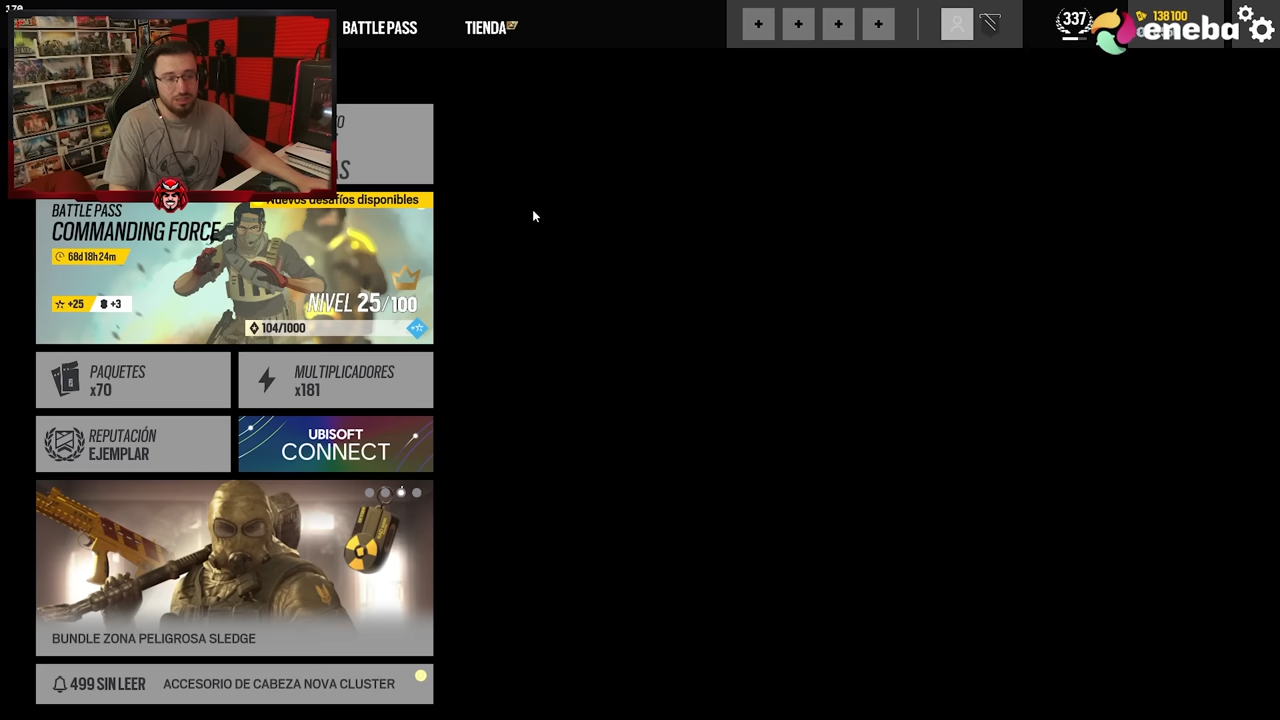 170
BATTLE PASS
TIENDA
337
138100
eneba
Nuevos desafíos disponibles
BATTLE PASS
COMMANDING FORCE
68d 18h 24m
+25
+3
NIVEL 25/100
104/1000
PAQUETES
x70
MULTIPLICADORES
x181
REPUTACIÓN
EJEMPLAR
UBISOFT
CONNECT
BUNDLE ZONA PELIGROSA SLEDGE
499 SIN LEER
ACCESORIO DE CABEZA NOVA CLUSTER